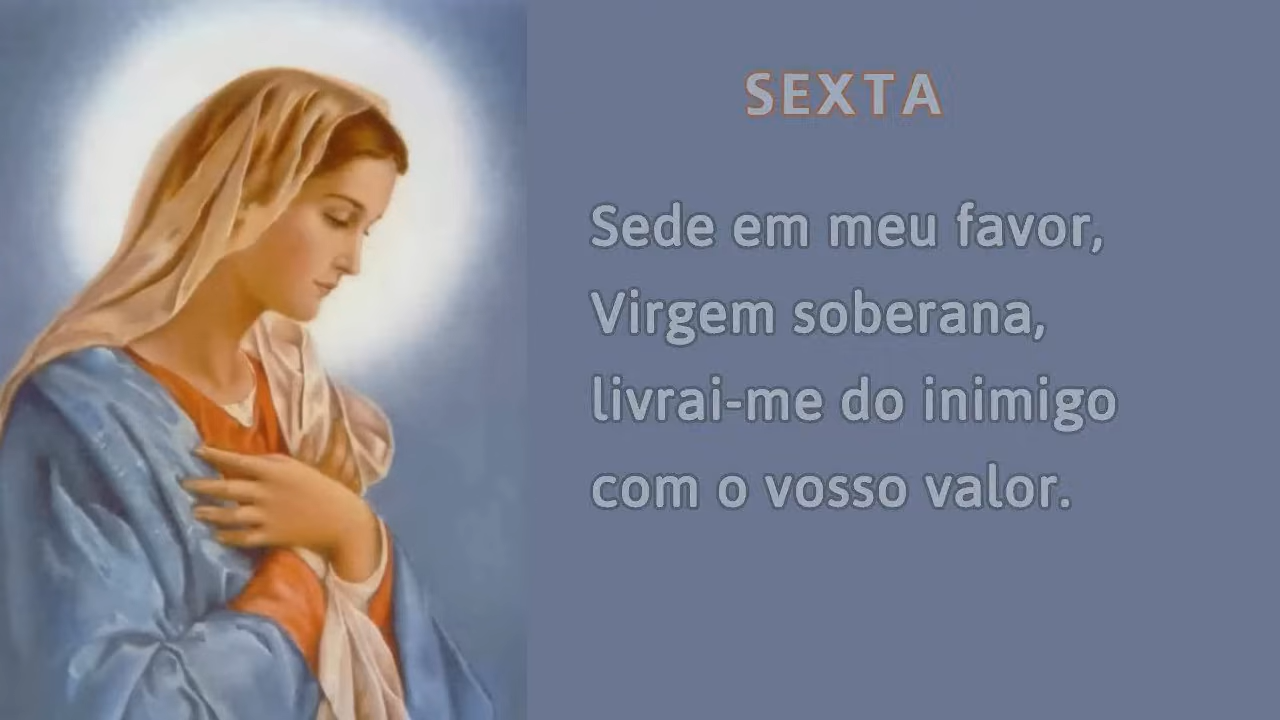 SEXTA
Sede em meu favor,
Virgem soberana,
livrai-me do inimigo
com o vosso valor.